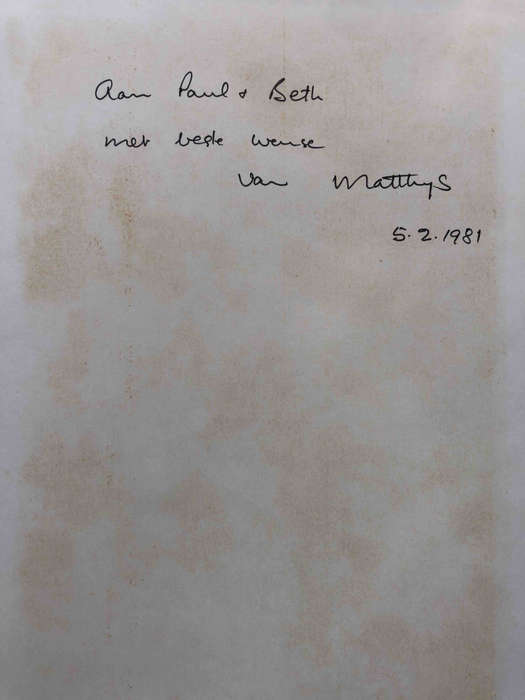 Aan Paul & Beth
met beste wense
Van Matthys
5.2.1981